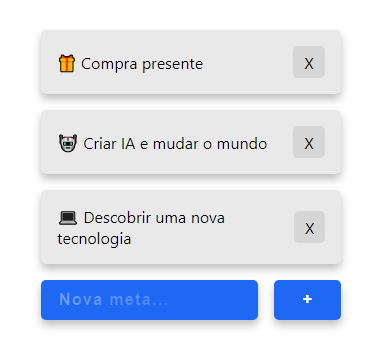 🎁 Compra presente X
🤖 Criar IA e mudar o mundo X
💻 Descobrir uma nova
tecnologia X
Nova meta... +